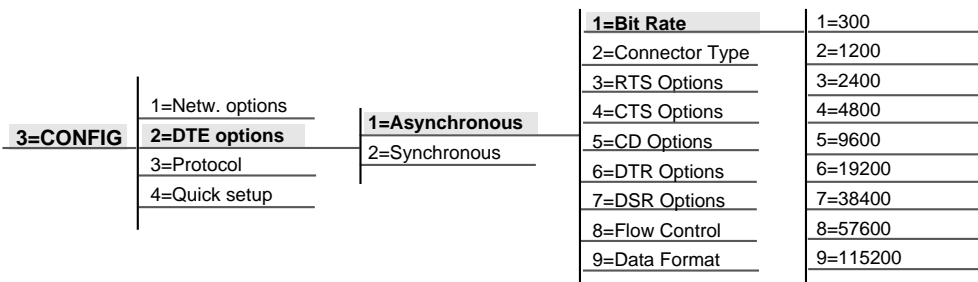 3=CONFIG
1=Netw. options
2=DTE options
3=Protocol
4=Quick setup
1=Asynchronous
2=Synchronous
1=Bit Rate
2=Connector Type
3=RTS Options
4=CTS Options
5=CD Options
6=DTR Options
7=DSR Options
8=Flow Control
9=Data Format
1=300
2=1200
3=2400
4=4800
5=9600
6=19200
7=38400
8=57600
9=115200